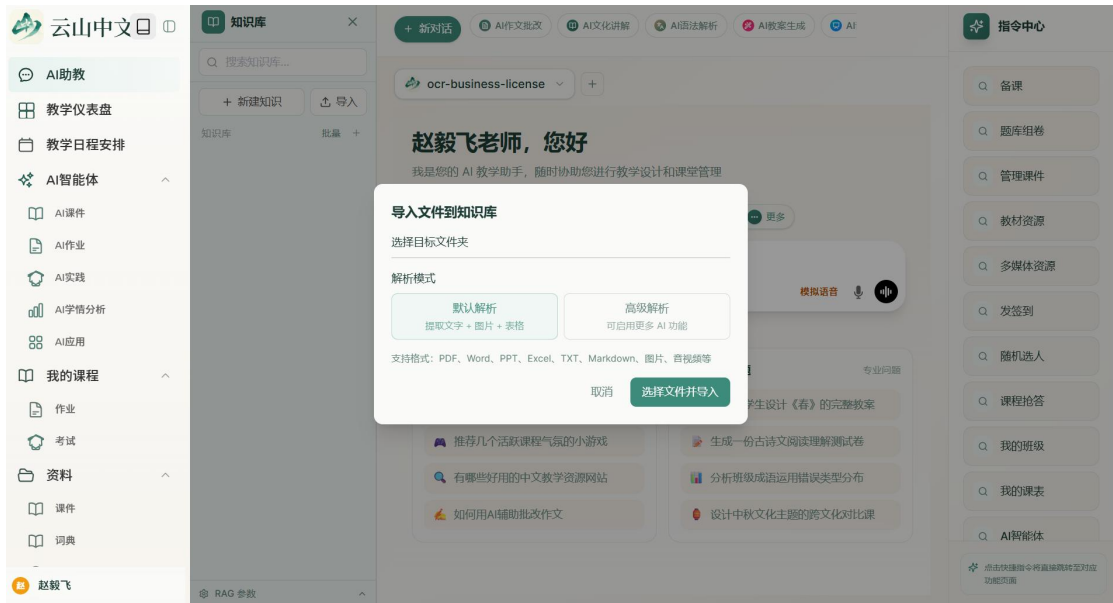 云山中文
AI助教
教学仪表盘
教学日程安排
AI智能体
AI课件
AI作业
AI实践
AI学情分析
AI应用
我的课程
作业
考试
资料
课件
词典
赵
赵毅飞
知识库
搜索知识库...
+ 新建知识
导入
知识库
批量 +
RAG 参数
+ 新对话
AI作文批改
AI文化讲解
AI语法解析
AI教案生成
AI
ocr-business-license
赵毅飞老师，您好
我是您的 AI 教学助手，随时协助您进行教学设计和课堂管理
更多
模拟语音
导入文件到知识库
选择目标文件夹
解析模式
默认解析
提取文字 + 图片 + 表格
高级解析
可启用更多 AI 功能
支持格式：PDF、Word、PPT、Excel、TXT、Markdown、图片、音视频等
取消
选择文件并导入
专业问题
学生设计《春》的完整教案
推荐几个活跃课程气氛的小游戏
生成一份古诗文阅读理解测试卷
有哪些好用的中文教学资源网站
分析班级成语运用错误类型分布
如何用AI辅助批改作文
设计中秋文化主题的跨文化对比课
指令中心
备课
题库组卷
管理课件
教材资源
多媒体资源
发签到
随机选人
课程抢答
我的班级
我的课表
AI智能体
点击快捷指令将直接跳转至对应
功能页面